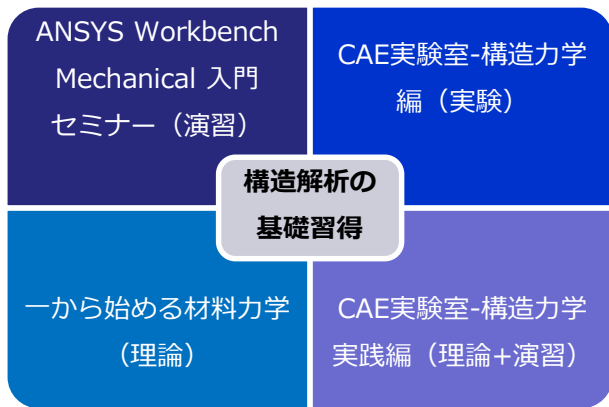 ANSYS Workbench
Mechanical 入門
セミナー（演習）
CAE実験室-構造力学
編（実験）
構造解析の
基礎習得
一から始める材料力学
（理論）
CAE実験室-構造力学
実践編（理論+演習）